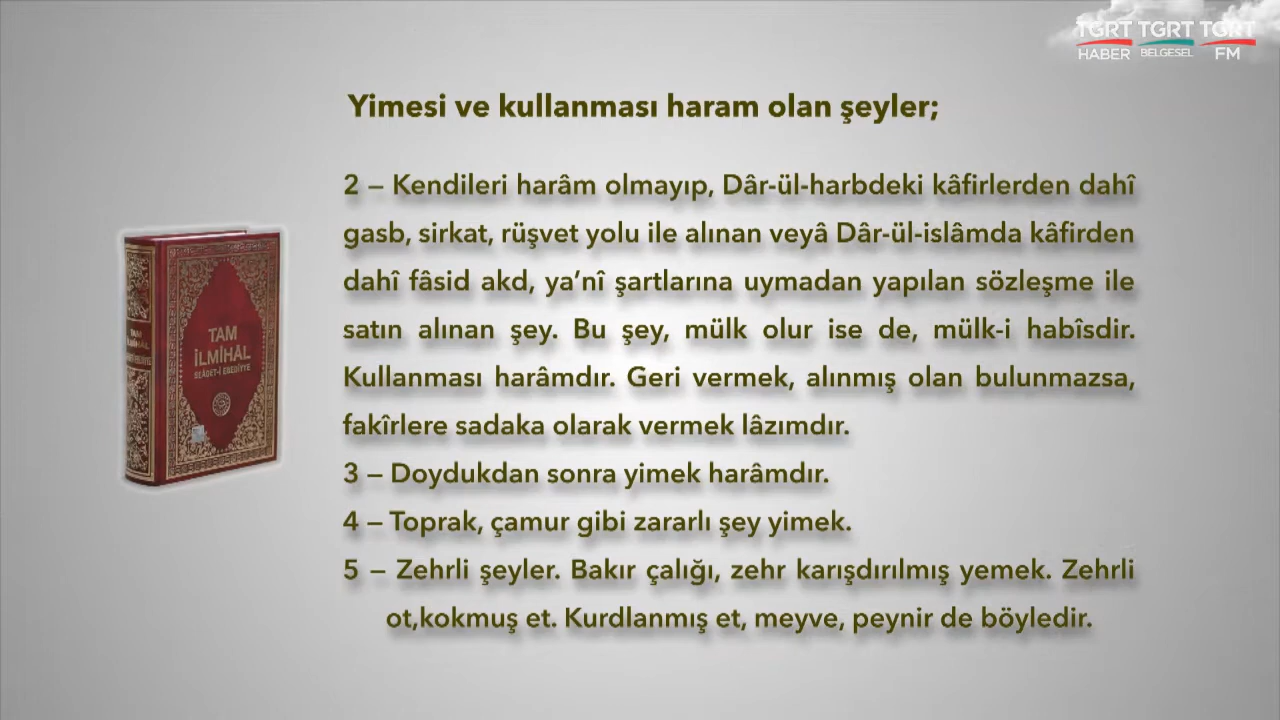 TGRT TGRT TGRT
HABER BELGESEL FM
Yimesi ve kullanması haram olan şeyler;
2 – Kendileri harâm olmayıp, Dâr-ül-harbdeki kâfirlerden dahî
gasb, sirkat, rüşvet yolu ile alınan veyâ Dâr-ül-islâmda kâfirden
dahî fâsid akd, ya’nî şartlarına uymadan yapılan sözleşme ile
satın alınan şey. Bu şey, mülk olur ise de, mülk-i habîsdir.
Kullanması harâmdır. Geri vermek, alınmış olan bulunmazsa,
fakîrlere sadaka olarak vermek lâzımdır.
3 – Doydukdan sonra yimek harâmdır.
4 – Toprak, çamur gibi zararlı şey yimek.
5 – Zehrli şeyler. Bakır çalığı, zehr karışdırılmış yemek. Zehrli
ot,kokmuş et. Kurdlanmış et, meyve, peynir de böyledir.
TAM
İLMİHÂL
SEÂDET-İ EBEDİYYE
TAM
İLMİHÂL